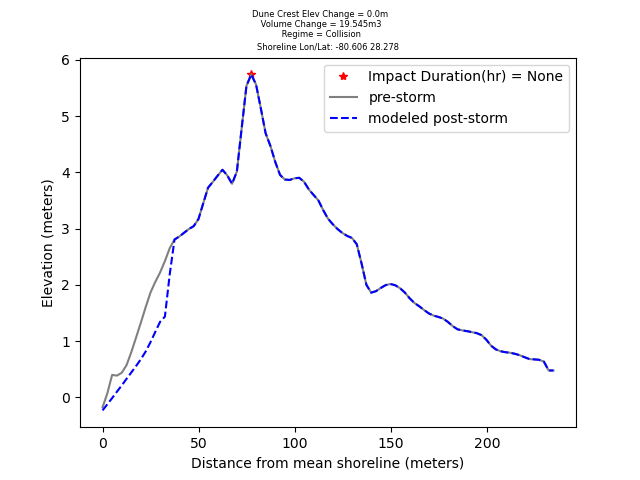 Dune Crest Elev Change = 0.0m
Volume Change = 19.545m3
Regime = Collision
Shoreline Lon/Lat: -80.606 28.278
Impact Duration(hr) = None
pre-storm
modeled post-storm
Elevation (meters)
6
5
4
3
2
1
0
0 50 100 150 200
Distance from mean shoreline (meters)